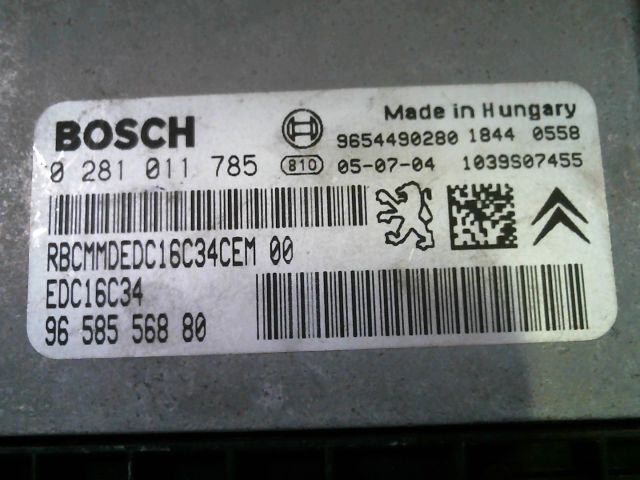 Made in Hungary
BOSCH
9654490280 1844 0558
0 281 011 785 810 05-07-04 1039S07455
RBCMMDEDC16C34CEM 00
EDC16C34
96 585 568 80